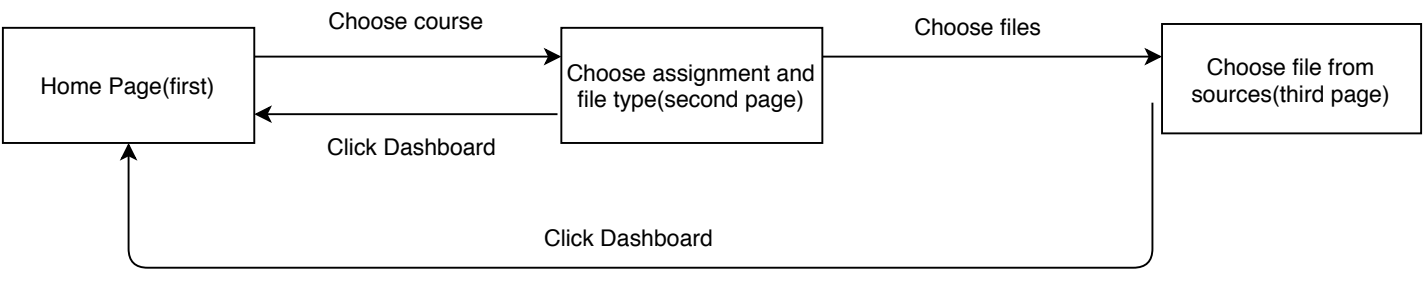 Choose course
Choose files
Home Page(first)
Choose assignment and
file type(second page)
Choose file from
sources(third page)
Click Dashboard
Click Dashboard